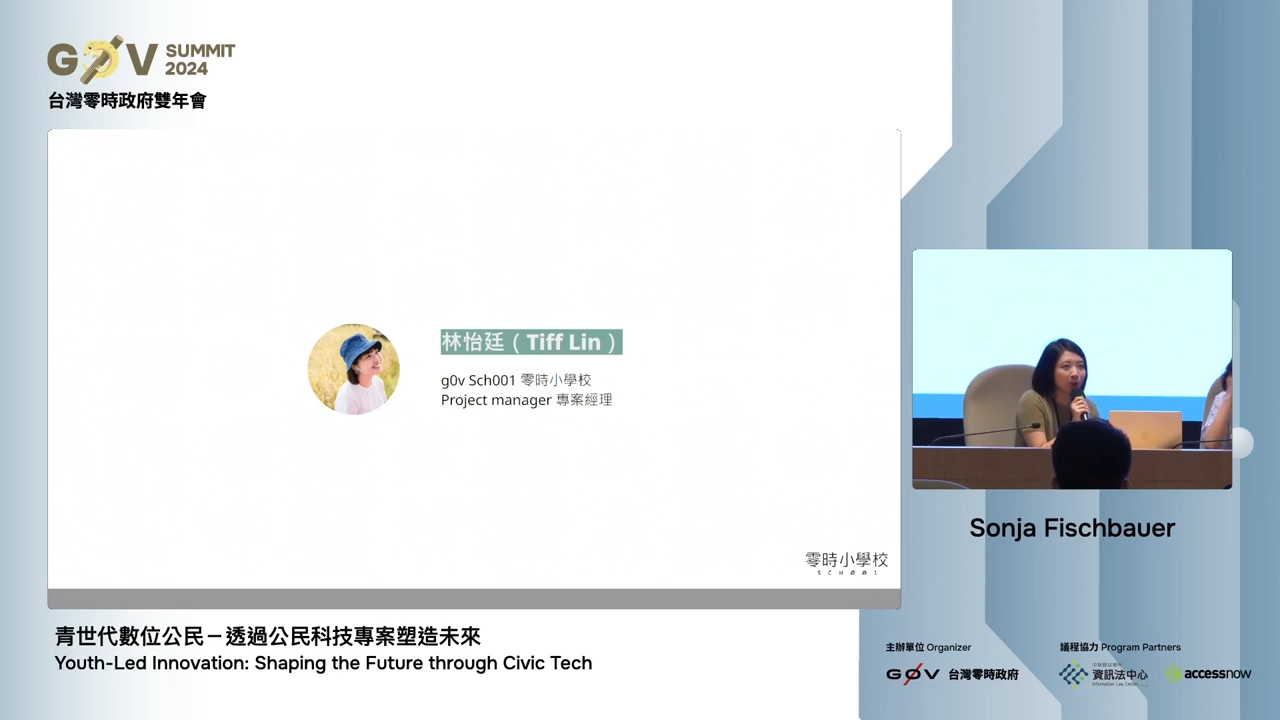 G0V SUMMIT 2024
台灣零時政府雙年會
林怡廷（Tiff Lin）
g0v Sch001 零時小學校
Project manager 專案經理
零時小學校
SCH001
Sonja Fischbauer
青世代數位公民－透過公民科技專案塑造未來
Youth-Led Innovation: Shaping the Future through Civic Tech
主辦單位 Organizer
議程協力 Program Partners
G0V 台灣零時政府
資訊法中心
Information Law Center
accessnow